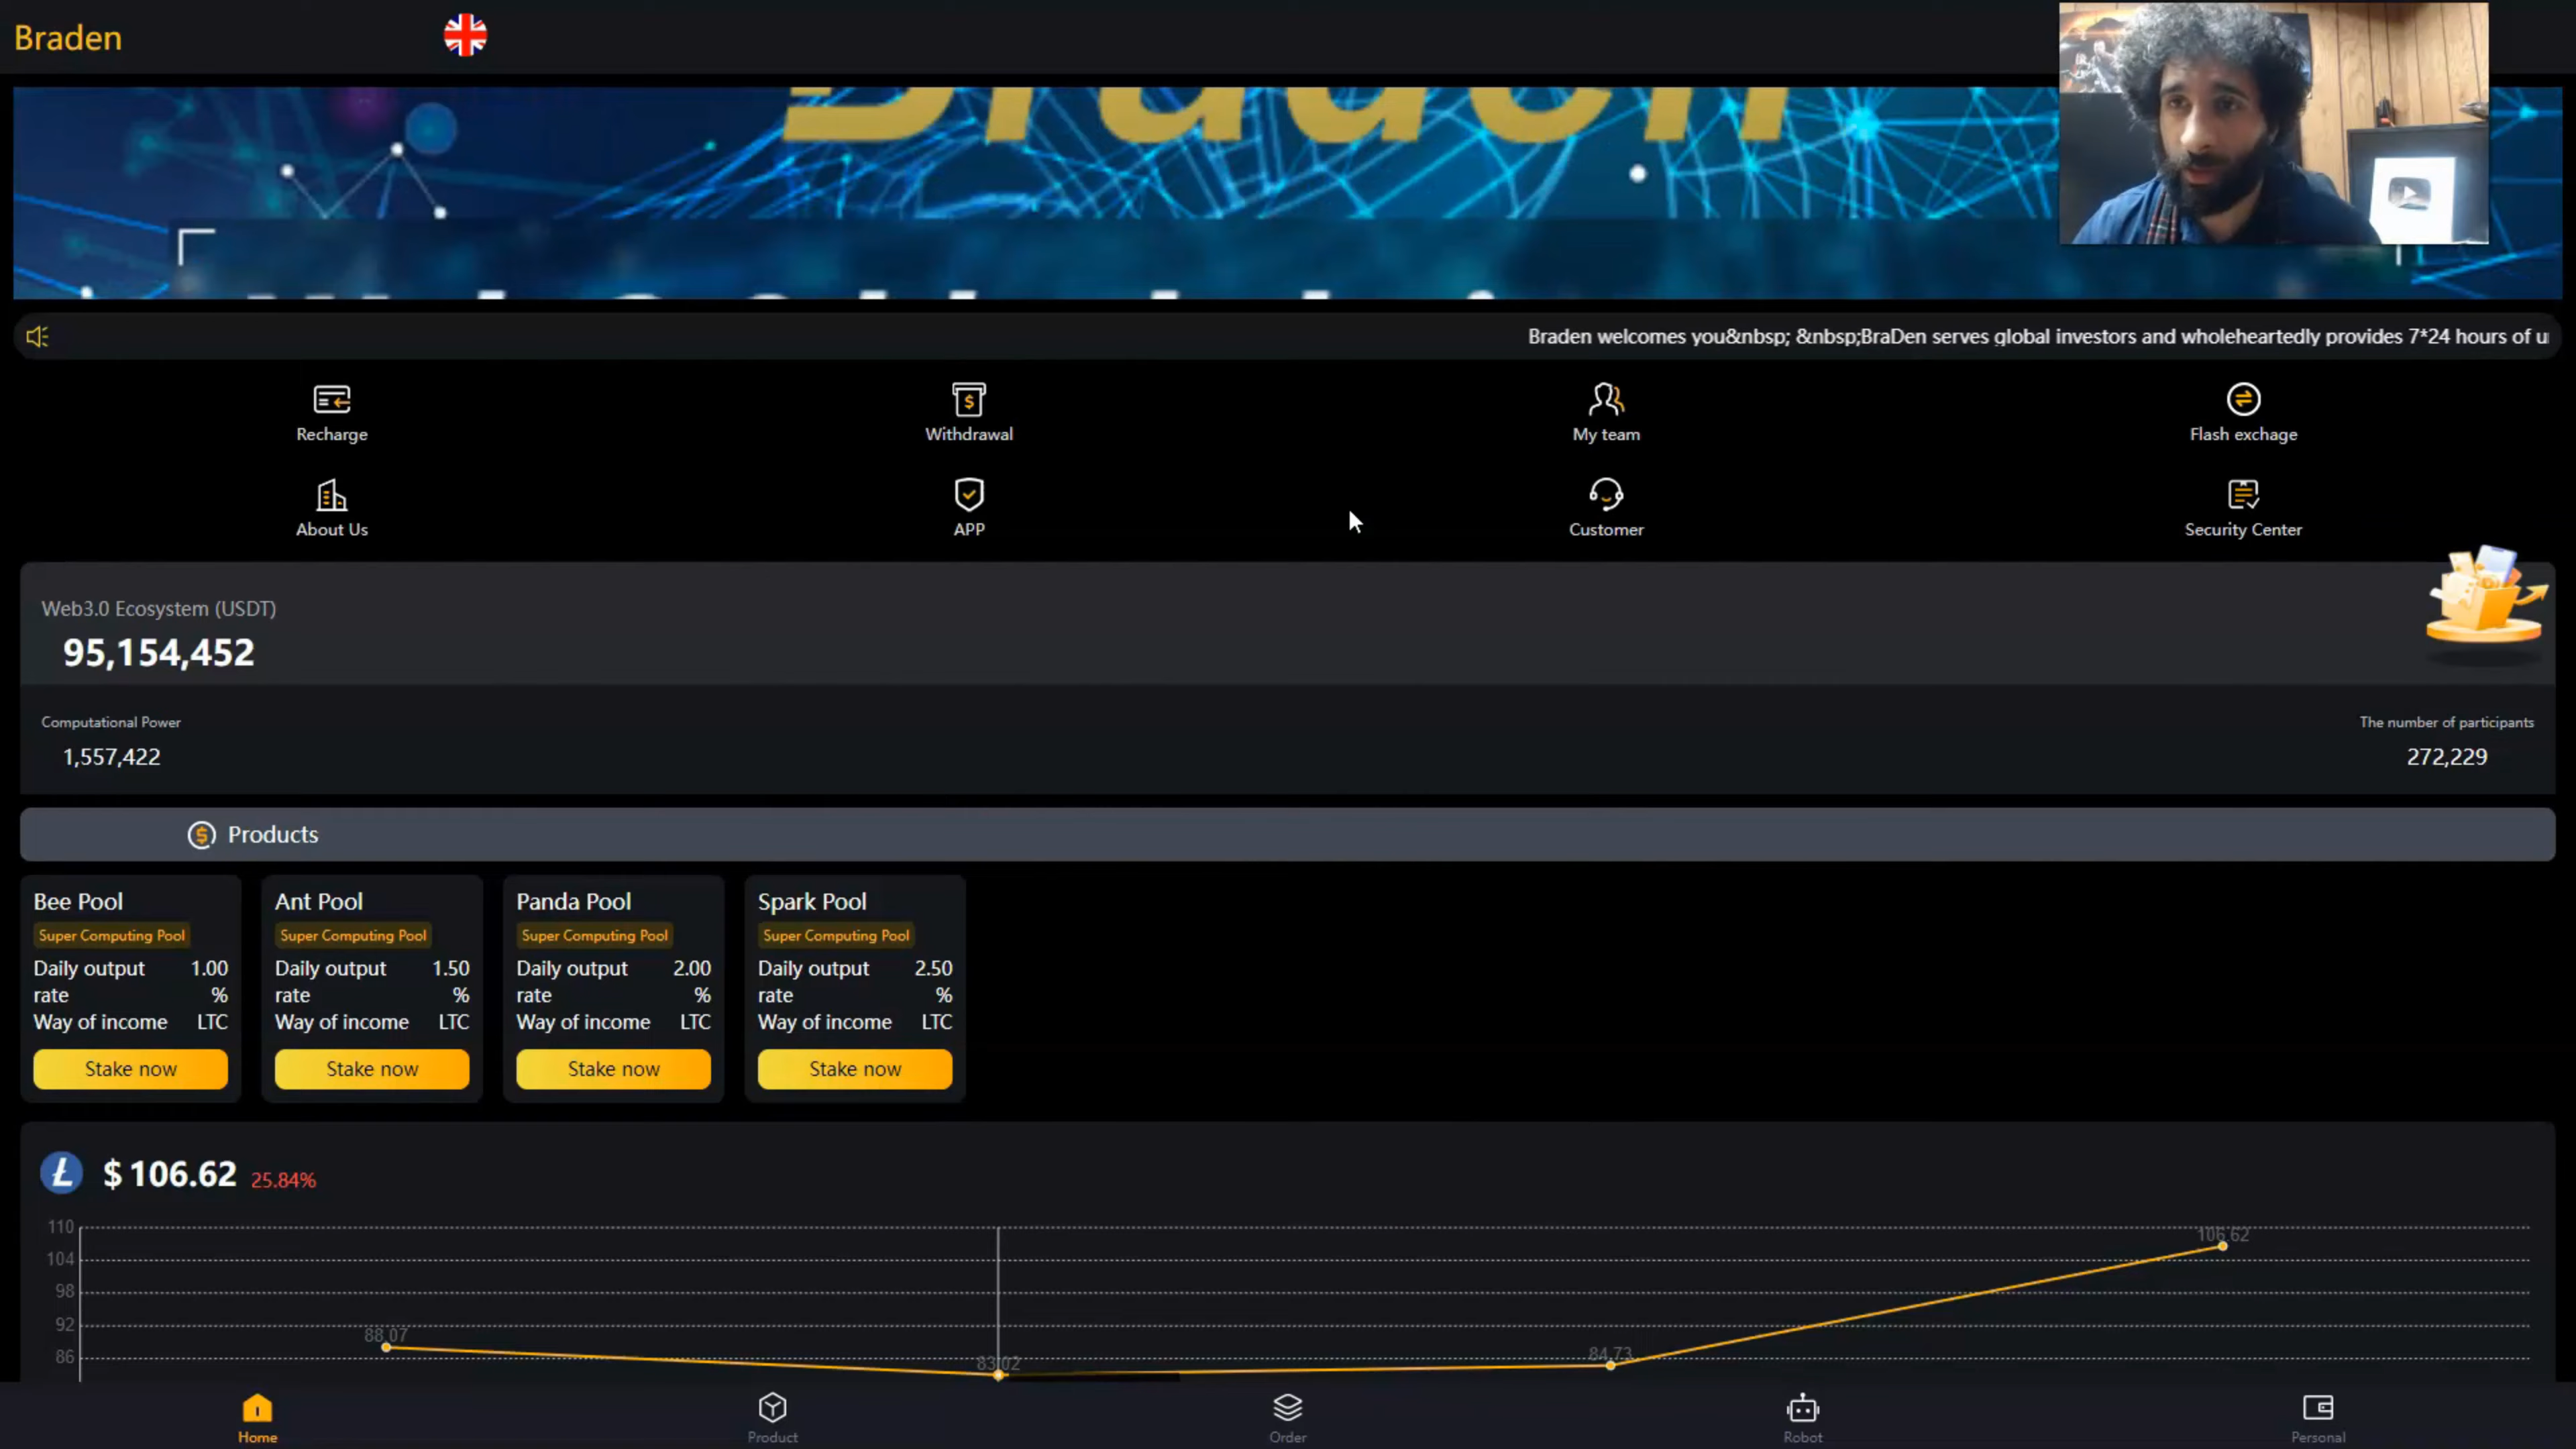 Braden
Braden
Braden welcomes you&nbsp; &nbsp;BraDen serves global investors and wholeheartedly provides 7*24 hours of u
Recharge
Withdrawal
My team
Flash exchage
About Us
APP
Customer
Security Center
Web3.0 Ecosystem (USDT)
95,154,452
Computational Power
The number of participants
1,557,422
272,229
Products
Bee Pool
Super Computing Pool
Daily output rate 1.00 %
Way of income LTC
Stake now
Ant Pool
Super Computing Pool
Daily output rate 1.50 %
Way of income LTC
Stake now
Panda Pool
Super Computing Pool
Daily output rate 2.00 %
Way of income LTC
Stake now
Spark Pool
Super Computing Pool
Daily output rate 2.50 %
Way of income LTC
Stake now
$ 106.62 25.84%
110
104
98
92
86
88.07
83.02
84.73
106.62
Home
Product
Order
Robot
Personal